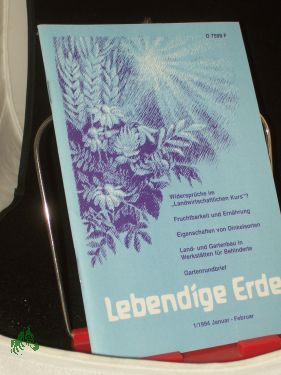 D 7599 F
Widersprüche im
„Landwirtschaftlichen Kurs"?
Fruchtbarkeit und Ernährung
Eigenschaften von Dinkelsorten
Land- und Gartenbau in
Werkstätten für Behinderte
Gartenrundbrief
Lebendige Erde
1/1994 Januar - Februar